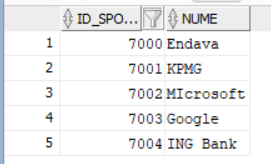 ID_SPO... NUME
1 7000 Endava
2 7001 KPMG
3 7002 MIcrosoft
4 7003 Google
5 7004 ING Bank